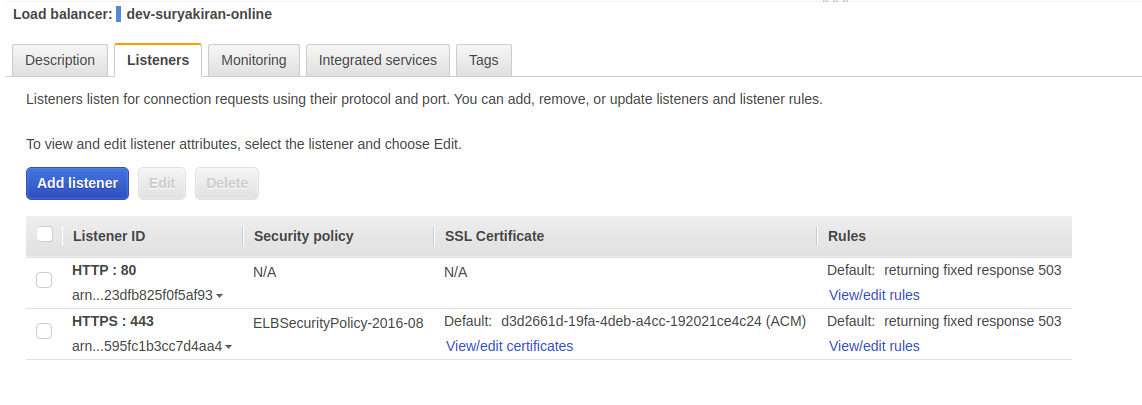 Load balancer: dev-suryakiran-online
Description Listeners Monitoring Integrated services Tags
Listeners listen for connection requests using their protocol and port. You can add, remove, or update listeners and listener rules.
To view and edit listener attributes, select the listener and choose Edit.
Add listener Edit Delete
Listener ID Security policy SSL Certificate Rules
HTTP : 80 N/A N/A Default: returning fixed response 503
arn...23dfb825f0f5af93 View/edit rules
HTTPS : 443 ELBSecurityPolicy-2016-08 Default: d3d2661d-19fa-4deb-a4cc-192021ce4c24 (ACM) Default: returning fixed response 503
arn...595fc1b3cc7d4aa4 View/edit certificates View/edit rules